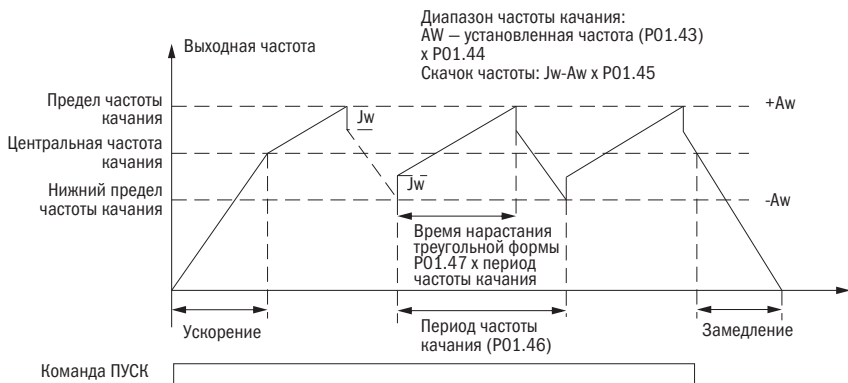 Диапазон частоты качания:
AW — установленная частота (P01.43)
x P01.44
Скачок частоты: Jw-Aw x P01.45
Выходная частота
Предел частоты
качания
Jw
+Aw
Центральная частота
качания
Нижний предел
частоты качания
Jw
-Aw
Время нарастания
треугольной формы
P01.47 x период
частоты качания
Ускорение
Период частоты
качания (P01.46)
Замедление
Команда ПУСК